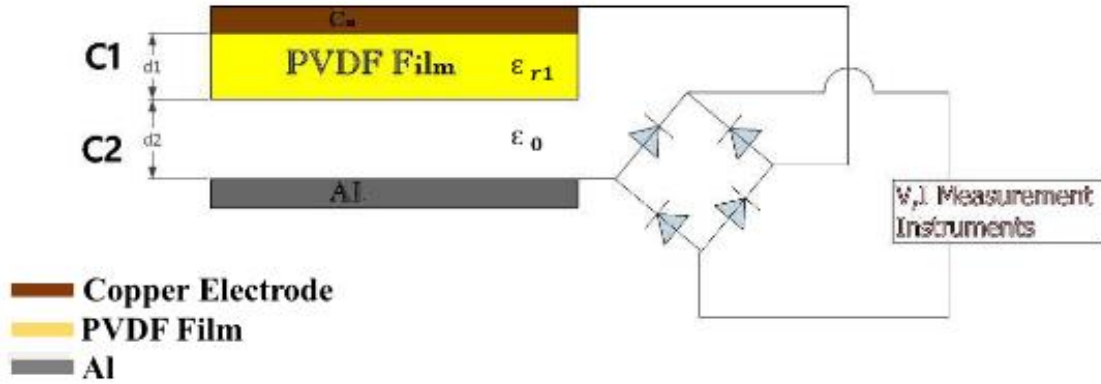 Cu
C1
d1
PVDF Film
ε r1
C2
d2
ε 0
AL
V,I Measurement
Instruments
Copper Electrode
PVDF Film
Al